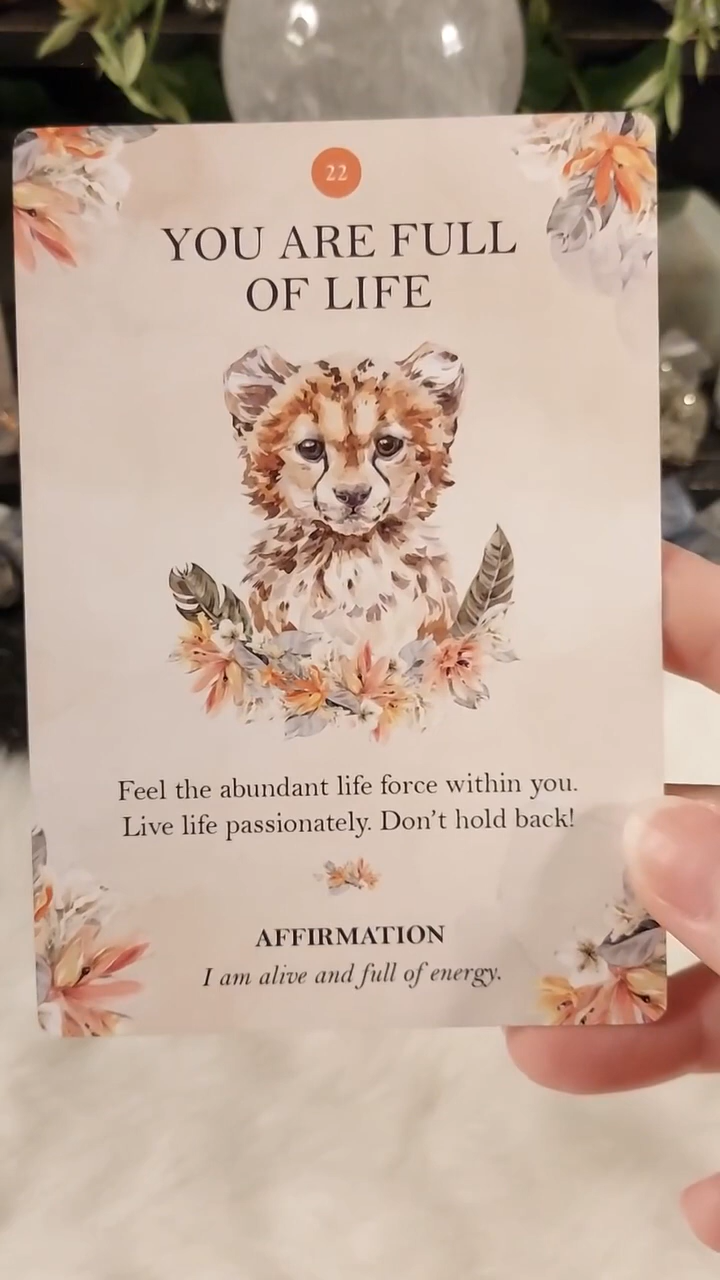 22
YOU ARE FULL
OF LIFE
Feel the abundant life force within you.
Live life passionately. Don't hold back!
AFFIRMATION
I am alive and full of energy.